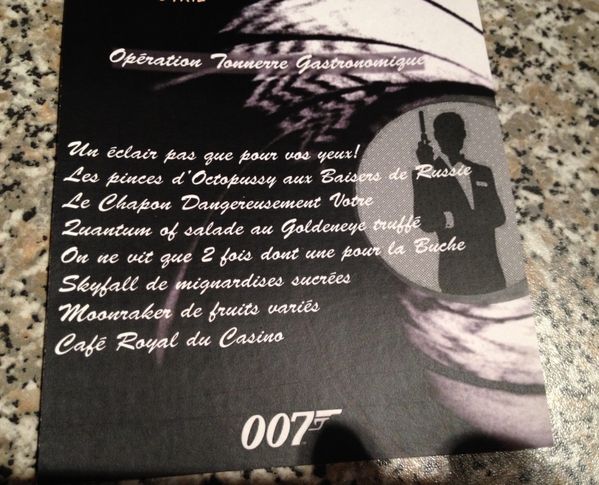 Opération Tonnerre Gastronomique
Un éclair pas que pour vos yeux!
Les pinces d'Octopussy aux Baisers de Russie
Le Chapon Dangereusement Votre
Quantum of salade au Goldeneye truffé
On ne vit que 2 fois dont une pour la Buche
Skyfall de mignardises sucrées
Moonraker de fruits variés
Café Royal du Casino
007